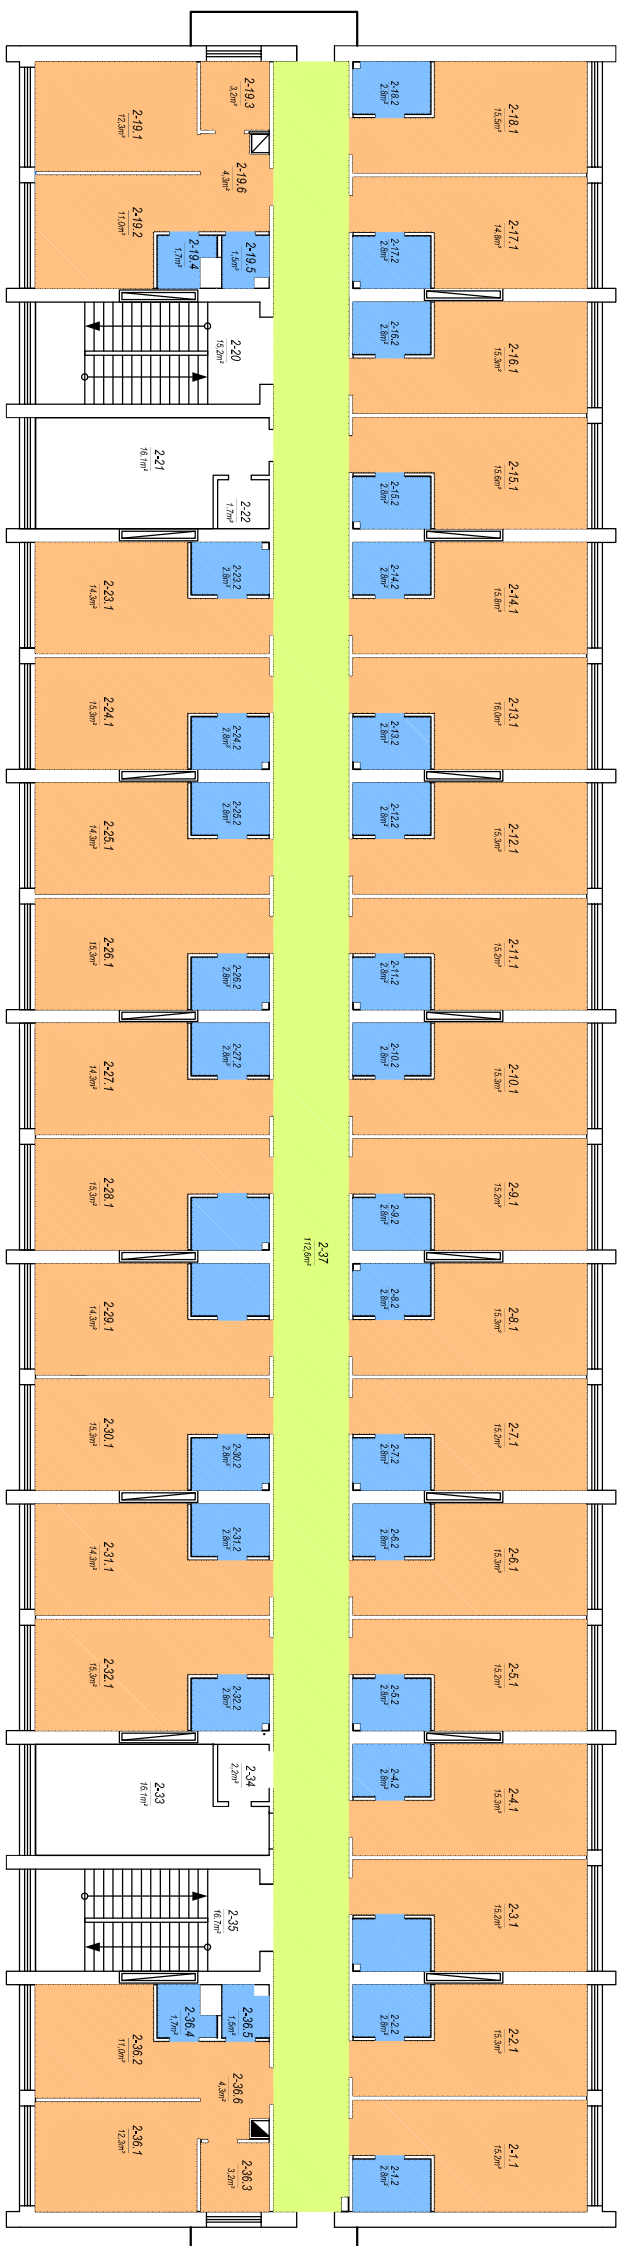 2-19.1
12,3m²
2-19.3
3,2m²
2-18.2
2.8m²
2-18.1
15,5m²
2-19.6
4,3m²
2-19.2
11,0m²
2-19.4
1,7m²
2-19.5
1,5m²
2-17.2
2.8m²
2-17.1
14.8m²
2-20
15,2m²
2-16.2
2.8m²
2-16.1
15.3m²
2-21
16.1m²
2-22
1.7m²
2-15.2
2.8m²
2-15.1
15.6m²
2-23.1
14.3m²
2-23.2
2.8m²
2-14.2
2.8m²
2-14.1
15.8m²
2-24.1
15,3m²
2-24.2
2.8m²
2-13.2
2.8m²
2-13.1
16,0m²
2-25.1
14.3m²
2-25.2
2.8m²
2-12.2
2.8m²
2-12.1
15.3m²
2-26.1
15.3m²
2-26.2
2.8m²
2-11.2
2.8m²
2-11.1
15.2m²
2-27.1
14.3m²
2-27.2
2.8m²
2-10.2
2.8m²
2-10.1
15.3m²
2-28.1
15,3m²
2-9.2
2.8m²
2-9.1
15.2m²
2-37
112,6m²
2-29.1
14.3m²
2-8.2
2.8m²
2-8.1
15.3m²
2-30.1
15.3m²
2-30.2
2.8m²
2-7.2
2.8m²
2-7.1
15.2m²
2-31.1
14.3m²
2-31.2
2.8m²
2-6.2
2.8m²
2-6.1
15.3m²
2-32.1
15,3m²
2-32.2
2.8m²
2-5.2
2.8m²
2-5.1
15.2m²
2-33
16.1m²
2-34
2,2m²
2-4.2
2.8m²
2-4.1
15.3m²
2-35
16.7m²
2-3.1
15.2m²
2-36.2
11,0m²
2-36.4
1,7m²
2-36.5
1,5m²
2-2.2
2.8m²
2-2.1
15.3m²
2-36.6
4,3m²
2-36.1
12,3m²
2-36.3
3,2m²
2-1.2
2.8m²
2-1.1
15.2m²